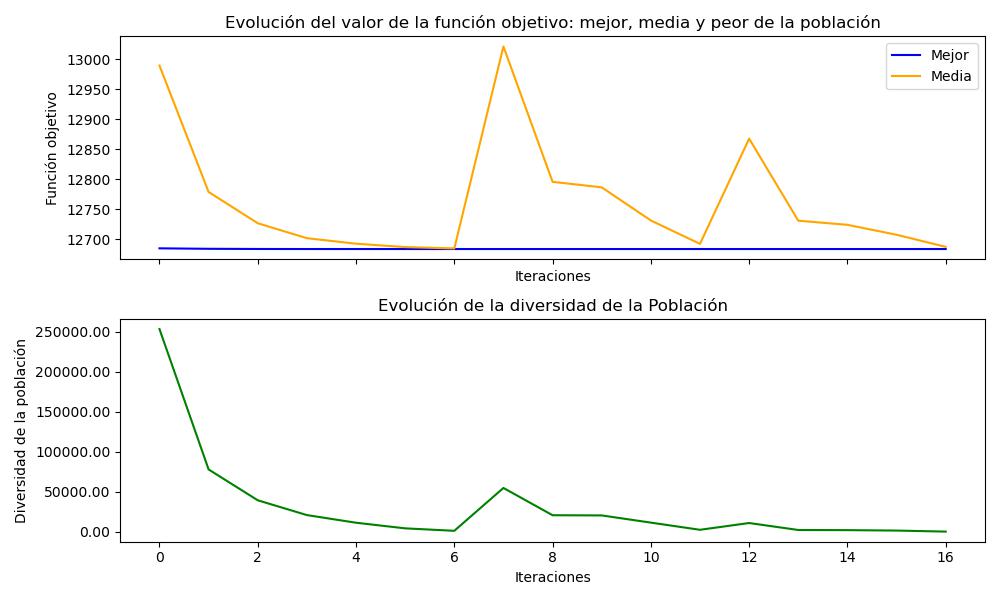 Evolución del valor de la función objetivo: mejor, media y peor de la población
Función objetivo
13000
12950
12900
12850
12800
12750
12700
Mejor
Media
Iteraciones
Evolución de la diversidad de la Población
Diversidad de la población
250000.00
200000.00
150000.00
100000.00
50000.00
0.00
0 2 4 6 8 10 12 14 16
Iteraciones